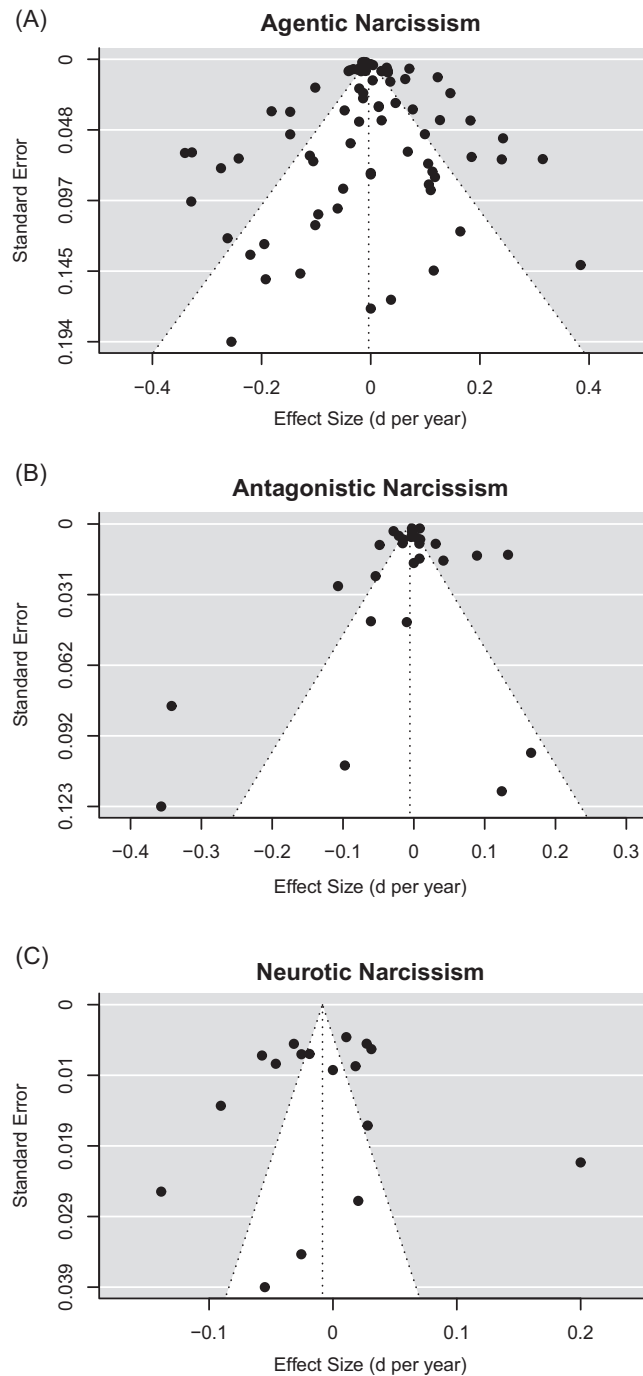 (A)
Agentic Narcissism
Standard Error
0
0.048
0.097
0.145
0.194
−0.4 −0.2 0 0.2 0.4
Effect Size (d per year)
(B)
Antagonistic Narcissism
Standard Error
0
0.031
0.062
0.092
0.123
−0.4 −0.3 −0.2 −0.1 0 0.1 0.2 0.3
Effect Size (d per year)
(C)
Neurotic Narcissism
Standard Error
0
0.01
0.019
0.029
0.039
−0.1 0 0.1 0.2
Effect Size (d per year)